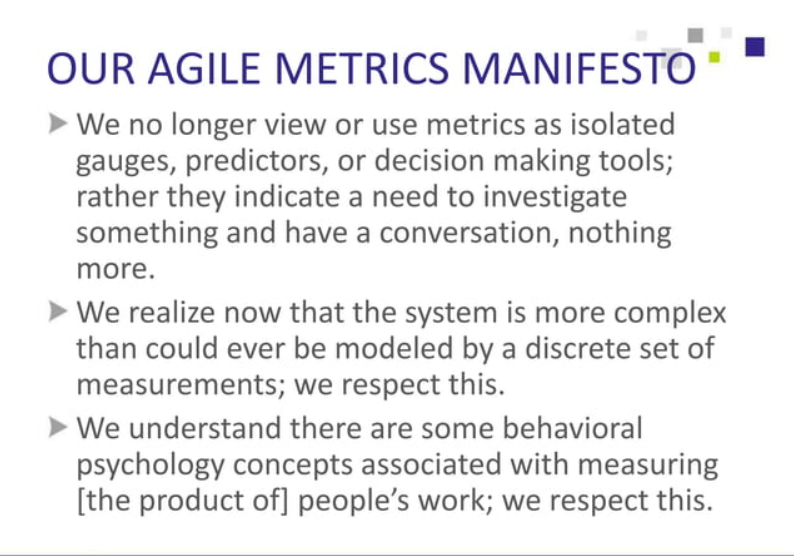 OUR AGILE METRICS MANIFESTO
We no longer view or use metrics as isolated
gauges, predictors, or decision making tools;
rather they indicate a need to investigate
something and have a conversation, nothing
more.
We realize now that the system is more complex
than could ever be modeled by a discrete set of
measurements; we respect this.
We understand there are some behavioral
psychology concepts associated with measuring
[the product of] people's work; we respect this.